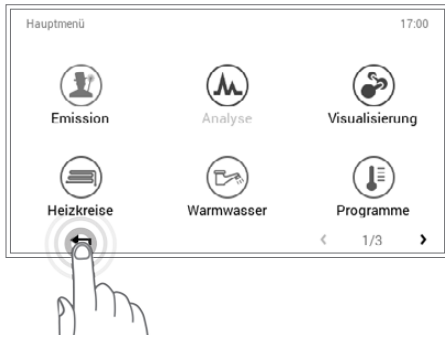 Hauptmenü 17:00
Emission Analyse Visualisierung
Heizkreise Warmwasser Programme
< 1/3 >